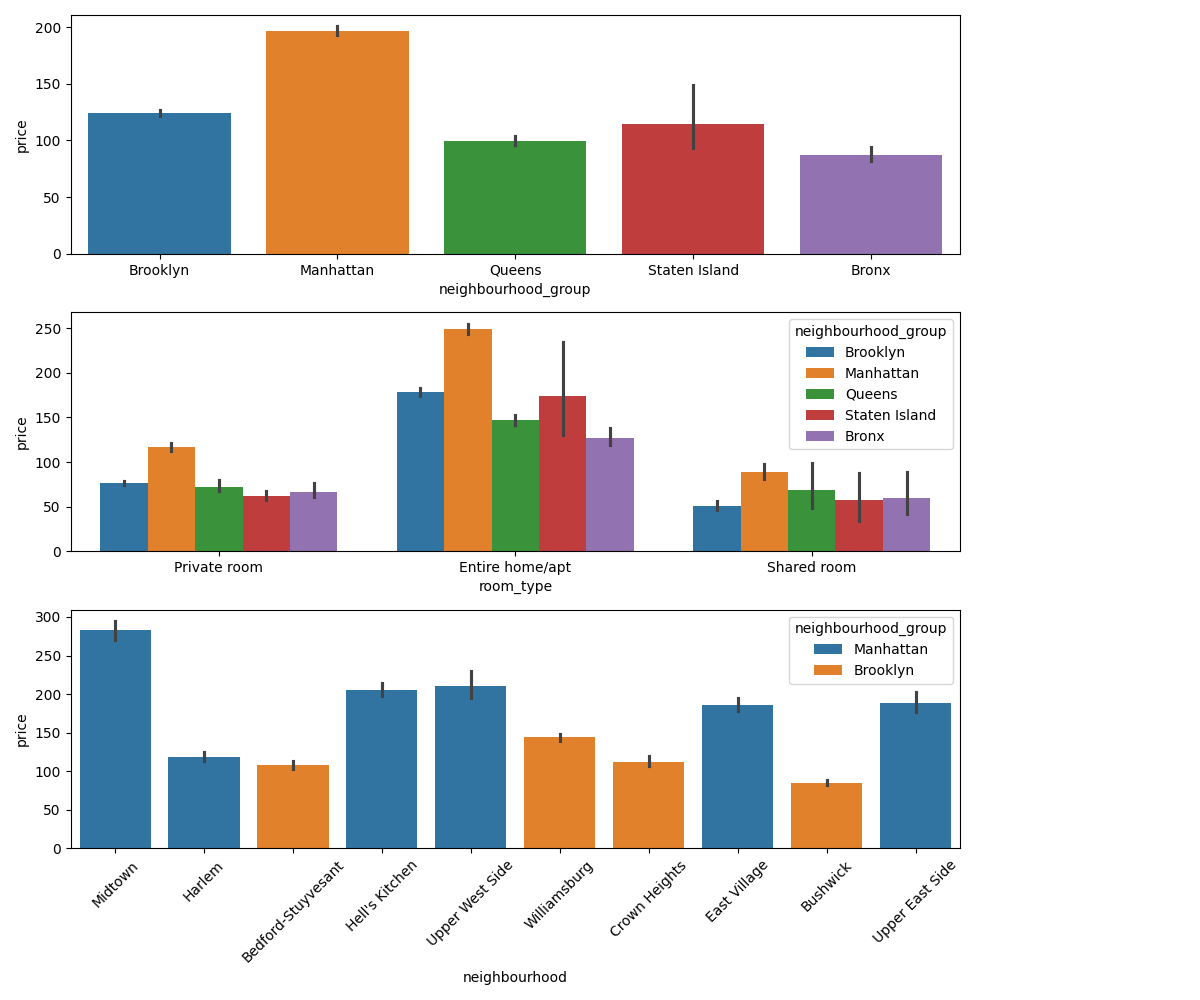 200
150
100
50
0
price
Brooklyn Manhattan Queens Staten Island Bronx
neighbourhood_group
250
200
150
100
50
0
price
neighbourhood_group
Brooklyn
Manhattan
Queens
Staten Island
Bronx
Private room Entire home/apt Shared room
room_type
300
250
200
150
100
50
0
price
neighbourhood_group
Manhattan
Brooklyn
Midtown
Harlem
Bedford-Stuyvesant
Hell's Kitchen
Upper West Side
Williamsburg
Crown Heights
East Village
Bushwick
Upper East Side
neighbourhood